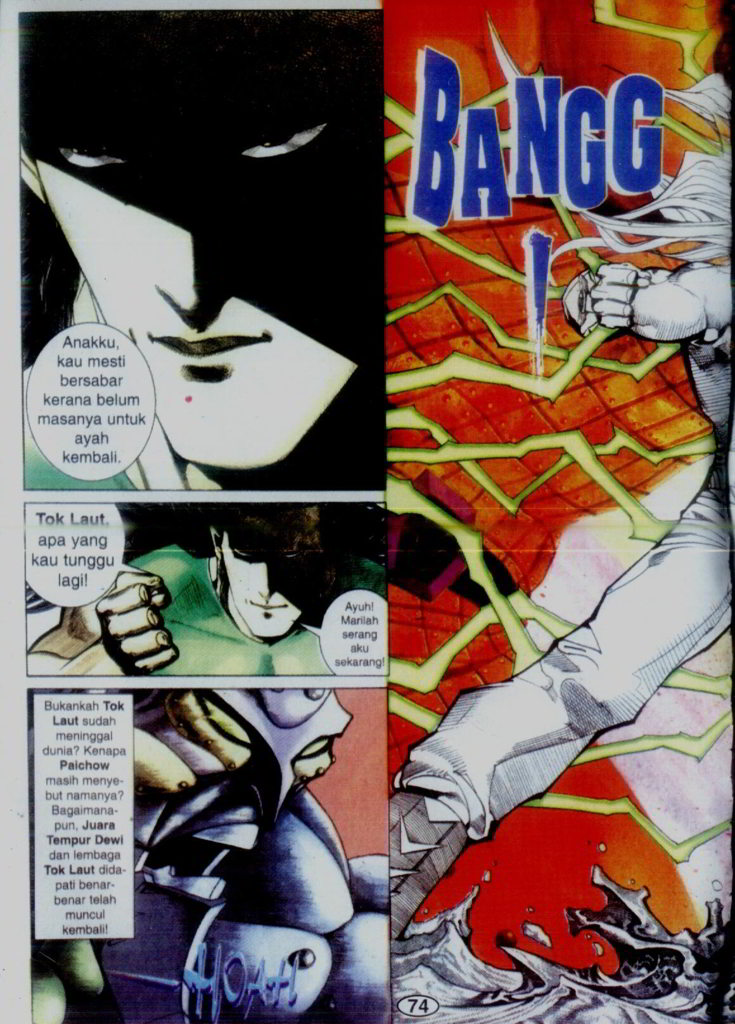 Anakku,
kau mesti
bersabar
kerana belum
masanya untuk
ayah
kembali.
Tok Laut,
apa yang
kau tunggu
lagi!
Ayuh!
Marilah
serang
aku
sekarang!
Bukankah Tok
Laut sudah
meninggal
dunia? Kenapa
Paichow
masih menye-
but namanya?
Bagaimana-
pun, Juara
Tempur Dewi
dan lembaga
Tok Laut dida-
pati benar-
benar telah
muncul
kembali!
HOAH
BANGG
!
74